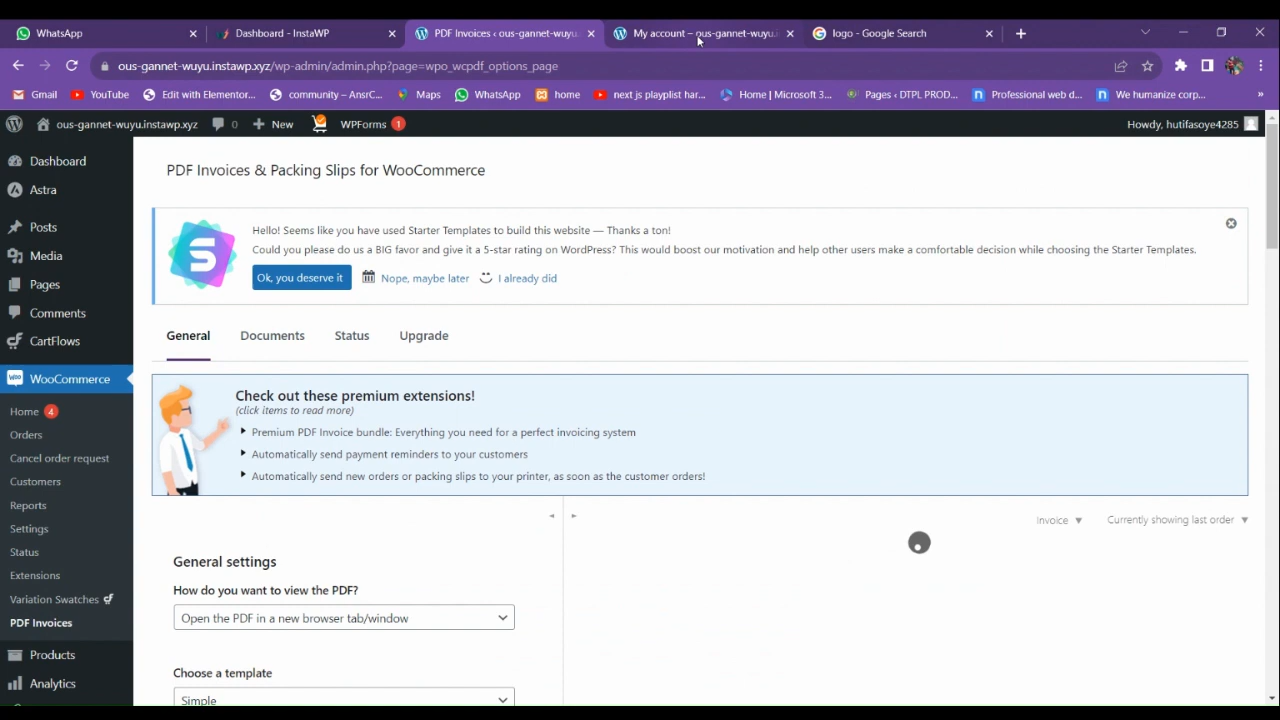 WhatsApp
Dashboard - InstaWP
PDF Invoices ‹ ous-gannet-wuyu.
My account – ous-gannet-wuyu.i
logo - Google Search
ous-gannet-wuyu.instawp.xyz/wp-admin/admin.php?page=wpo_wcpdf_options_page
Gmail
YouTube
Edit with Elementor...
community – AnsrC...
Maps
WhatsApp
home
next js playplist har...
Home | Microsoft 3...
Pages ‹ DTPL PROD...
Professional web d...
We humanize corp...
»
ous-gannet-wuyu.instawp.xyz
0
New
WPForms 1
Howdy, hutifasoye4285
Dashboard
Astra
Posts
Media
Pages
Comments
CartFlows
WooCommerce
Home 4
Orders
Cancel order request
Customers
Reports
Settings
Status
Extensions
Variation Swatches
PDF Invoices
Products
Analytics
PDF Invoices & Packing Slips for WooCommerce
Hello! Seems like you have used Starter Templates to build this website — Thanks a ton!
Could you please do us a BIG favor and give it a 5-star rating on WordPress? This would boost our motivation and help other users make a comfortable decision while choosing the Starter Templates.
Ok, you deserve it
Nope, maybe later
I already did
General
Documents
Status
Upgrade
Check out these premium extensions!
(click items to read more)
Premium PDF Invoice bundle: Everything you need for a perfect invoicing system
Automatically send payment reminders to your customers
Automatically send new orders or packing slips to your printer, as soon as the customer orders!
Invoice ▼
Currently showing last order ▼
General settings
How do you want to view the PDF?
Open the PDF in a new browser tab/window
Choose a template
Simple